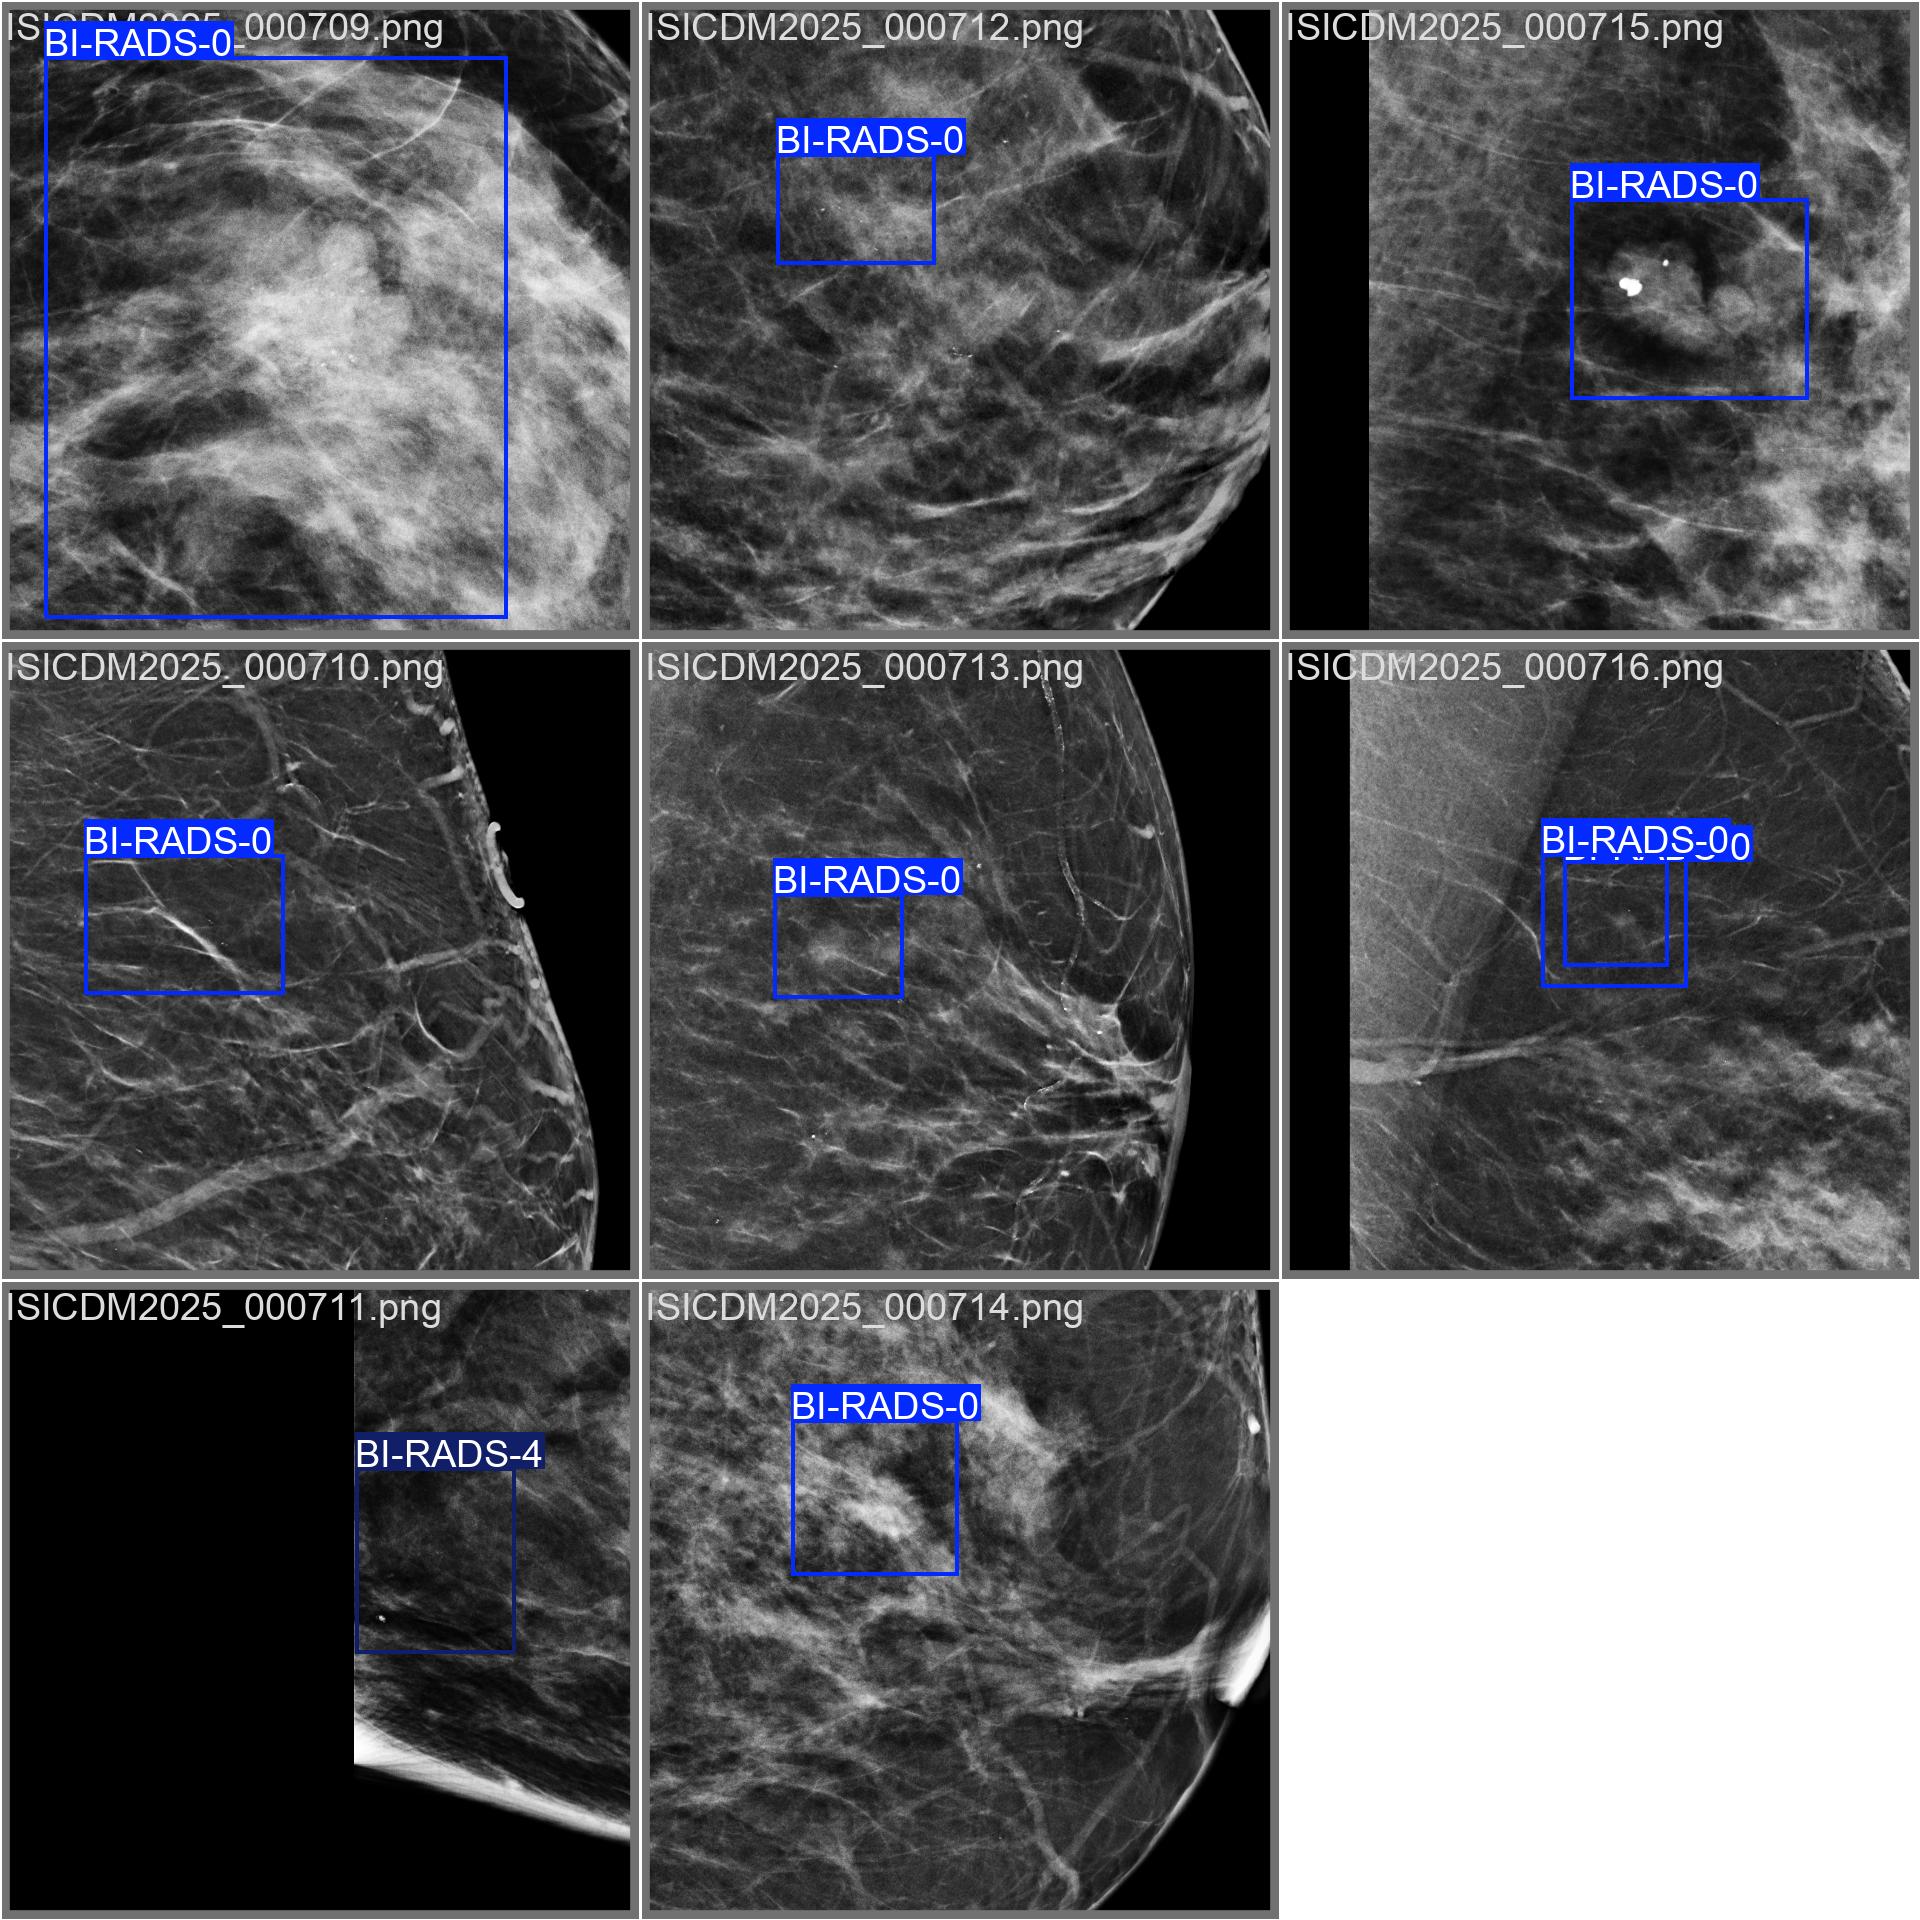 ISICDM2025_000709.png
BI-RADS-0
ISICDM2025_000712.png
BI-RADS-0
ISICDM2025_000715.png
BI-RADS-0
ISICDM2025_000710.png
BI-RADS-0
ISICDM2025_000713.png
BI-RADS-0
ISICDM2025_000716.png
BI-RADS-0
0
ISICDM2025_000711.png
BI-RADS-4
ISICDM2025_000714.png
BI-RADS-0